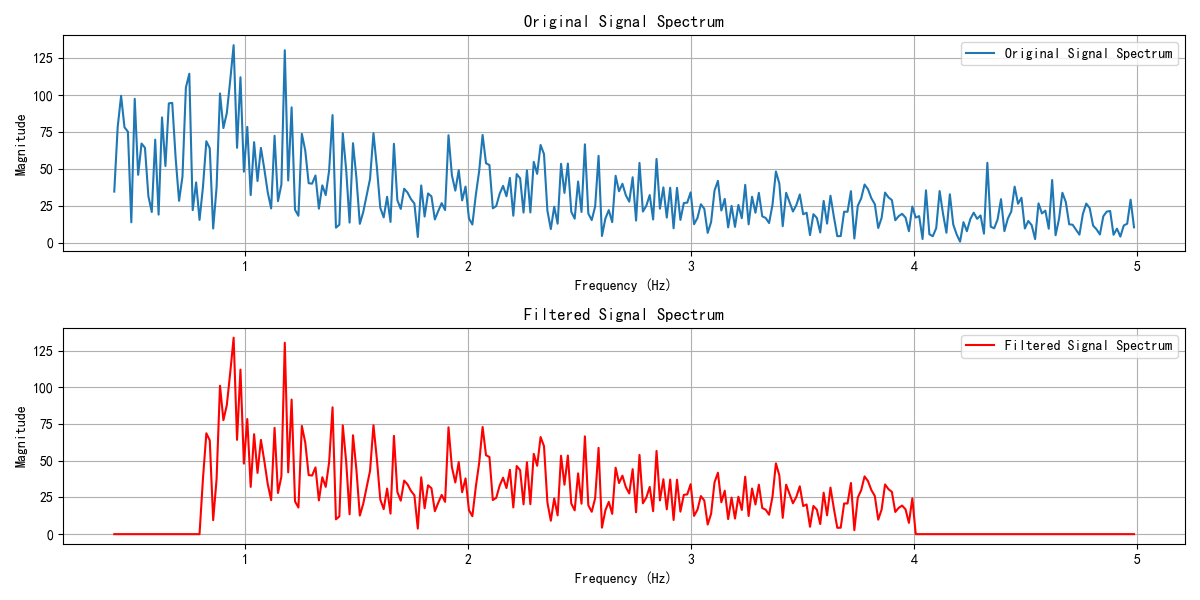 Original Signal Spectrum
Original Signal Spectrum
Magnitude
125
100
75
50
25
0
1 2 3 4 5
Frequency (Hz)
Filtered Signal Spectrum
Filtered Signal Spectrum
Magnitude
125
100
75
50
25
0
1 2 3 4 5
Frequency (Hz)